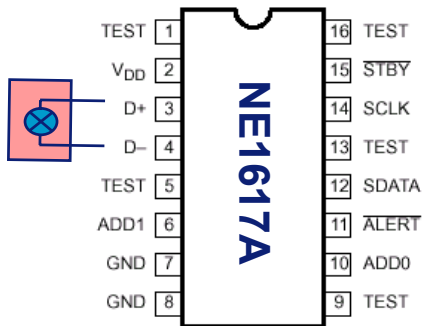 TEST 1 16 TEST
VDD 2 15 STBY
D+ 3 14 SCLK
D– 4 13 TEST
TEST 5 12 SDATA
ADD1 6 11 ALERT
GND 7 10 ADD0
GND 8 9 TEST
NE1617A